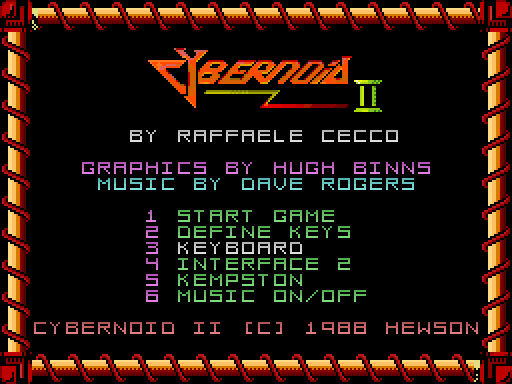 CYBERNOID II
BY RAFFAELE CECCO
GRAPHICS BY HUGH BINNS
MUSIC BY DAVE ROGERS
1 START GAME
2 DEFINE KEYS
3 KEYBOARD
4 INTERFACE 2
5 KEMPSTON
6 MUSIC ON/OFF
CYBERNOID II [C] 1988 HEWSON